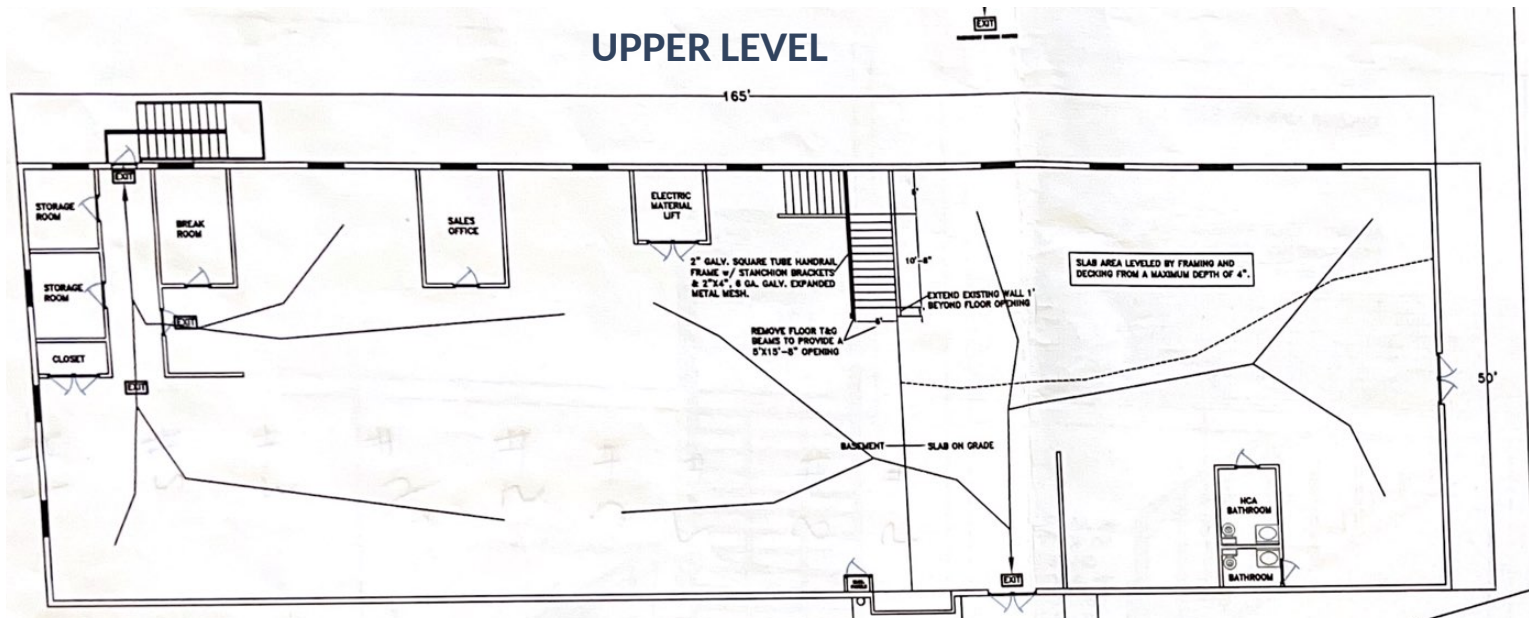 EXIT
UPPER LEVEL
165'
EXIT
STORAGE
ROOM
BREAK
ROOM
SALE'S
OFFICE
ELECTRIC
MATERIAL
LIFT
5'
2" GALV. SQUARE TUBE HANDRAIL
FRAME w/ STANCHION BRACKETS
& 2"X4", 6 GA. GALV. EXPANDED
METAL MESH.
10'-8"
SLAB AREA LEVELED BY FRAMING AND
DECKING FROM A MAXIMUM DEPTH OF 4".
STORAGE
ROOM
EXTEND EXISTING WALL 1'
BEYOND FLOOR OPENING
EXIT
REMOVE FLOOR T&G
BEAMS TO PROVIDE A
5'X15'-8" OPENING
CLOSET
EXIT
50'
BASEMENT
SLAB ON GRADE
HCA
BATHROOM
BATHROOM
EXIT